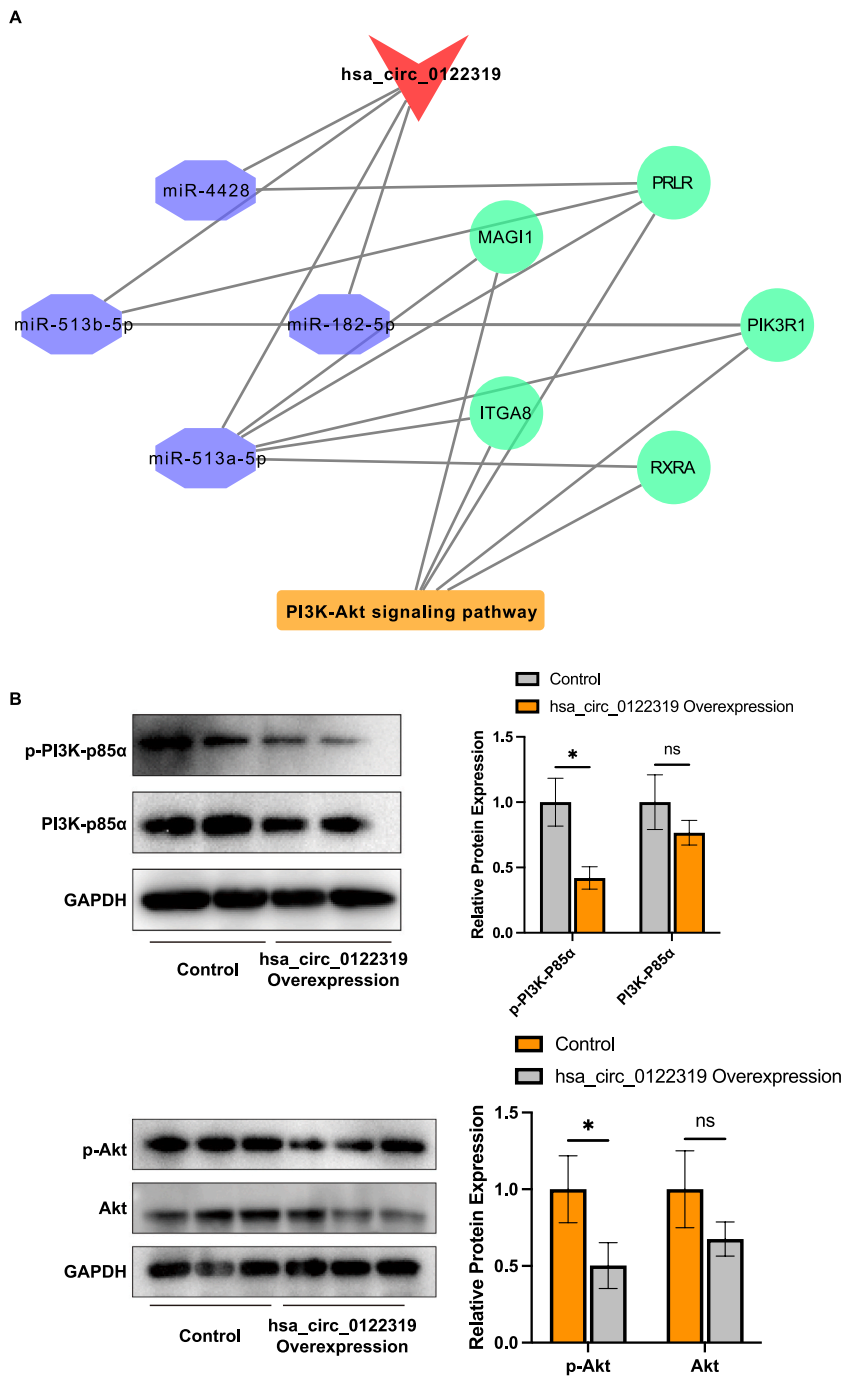 A
hsa_circ_0122319
miR-4428
PRLR
MAGI1
miR-513b-5p
miR-182-5p
PIK3R1
ITGA8
miR-513a-5p
RXRA
PI3K-Akt signaling pathway
B
p-PI3K-p85α
PI3K-p85α
GAPDH
Control
hsa_circ_0122319
Overexpression
Control
hsa_circ_0122319 Overexpression
Relative Protein Expression
1.5
1.0
0.5
0.0
*
ns
p-PI3K-P85α
PI3K-P85α
p-Akt
Akt
GAPDH
Control
hsa_circ_0122319
Overexpression
Control
hsa_circ_0122319 Overexpression
Relative Protein Expression
1.5
1.0
0.5
0.0
*
ns
p-Akt
Akt